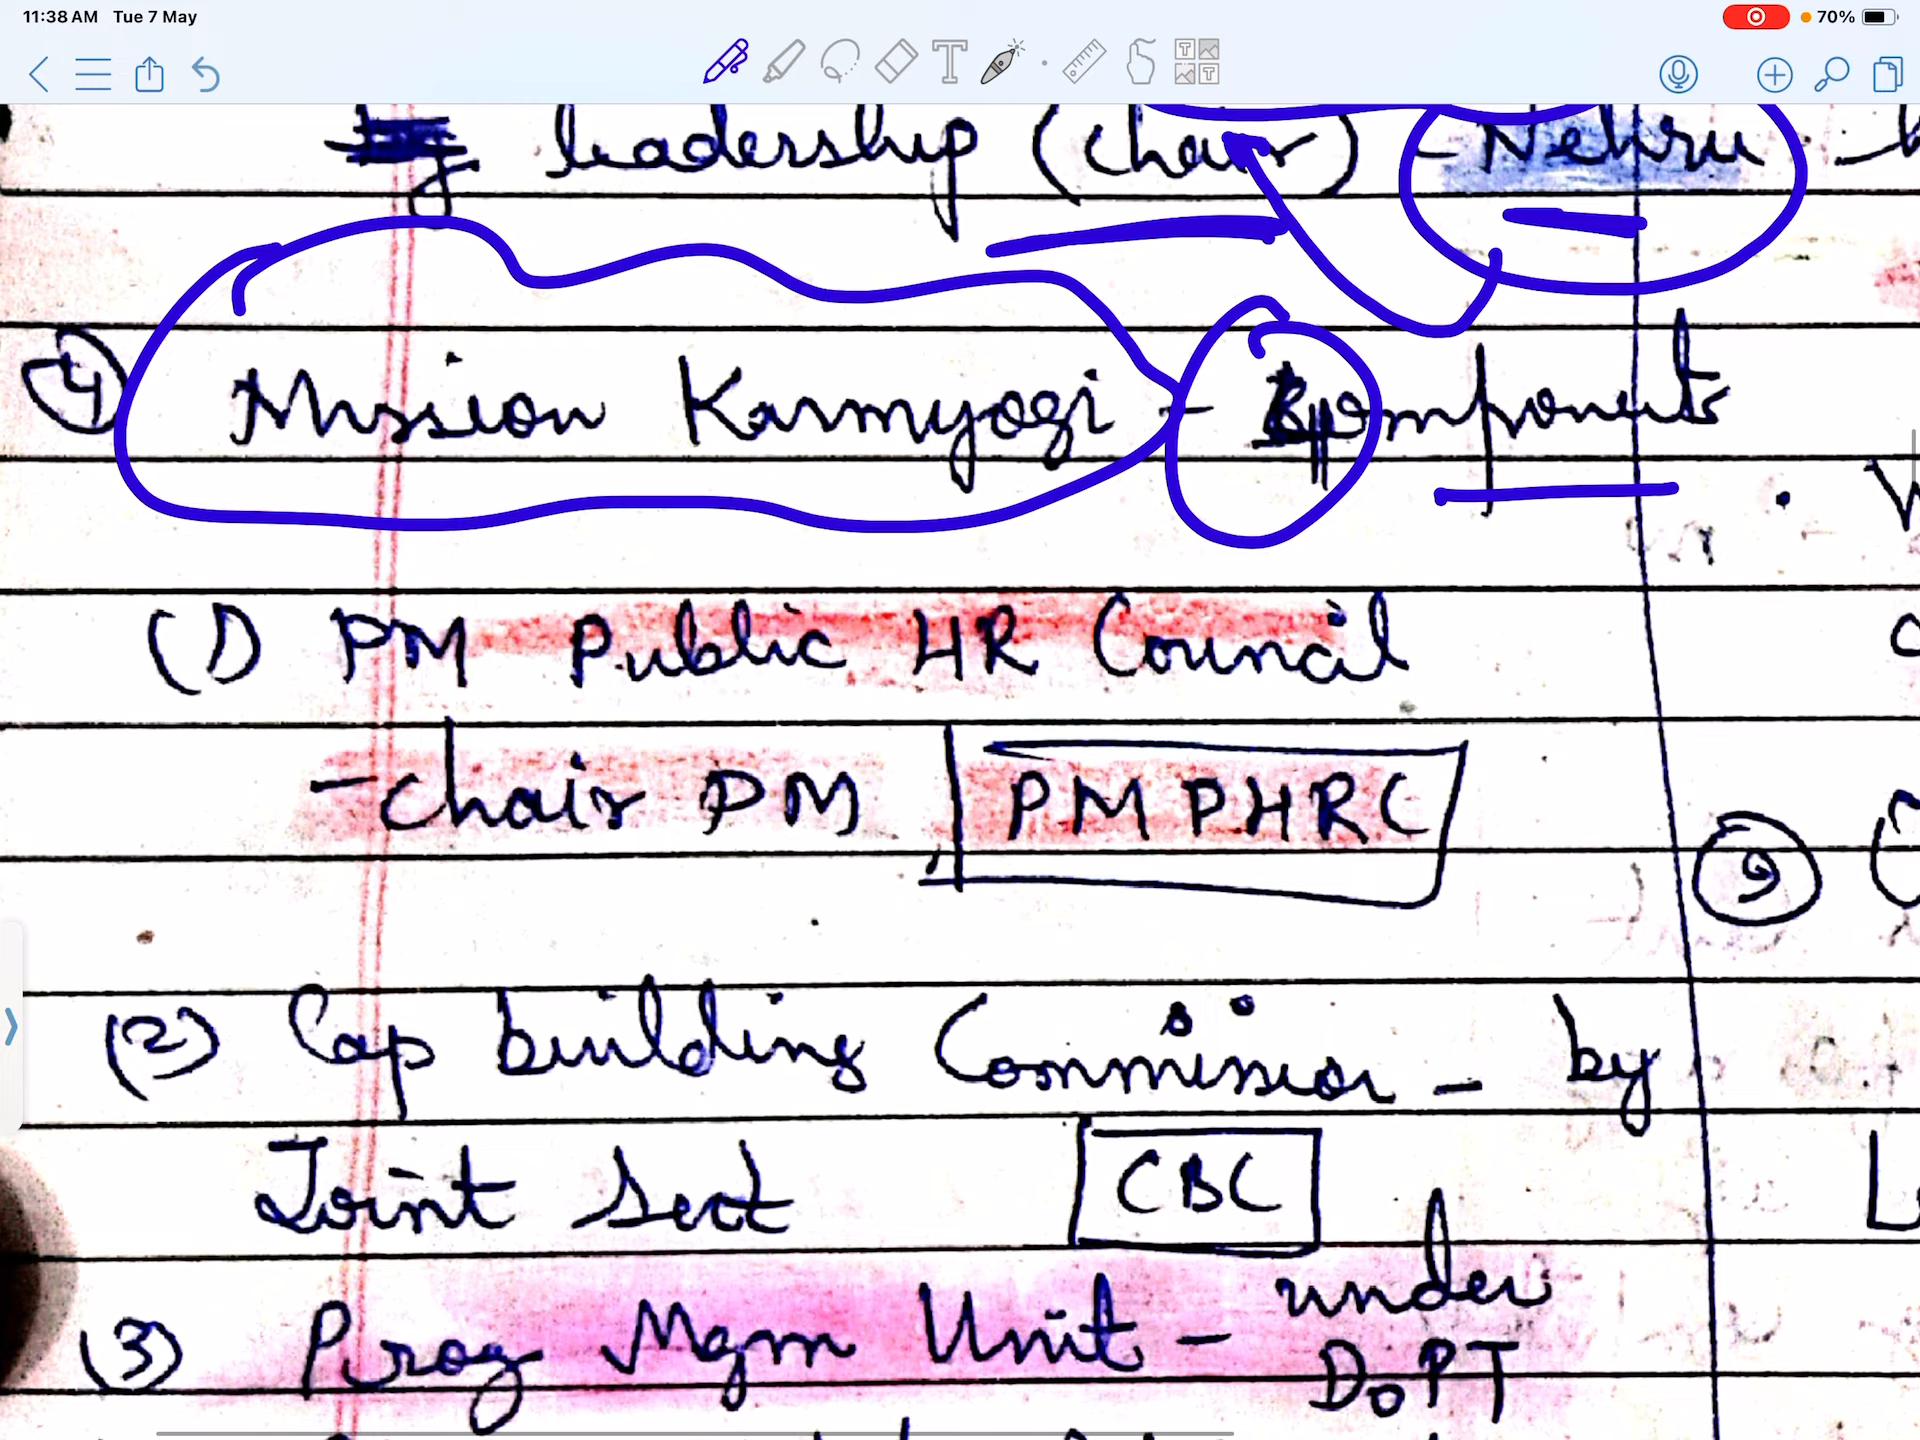 11:38 AM Tue 7 May
70%
leadership (chair) - Nehru -
4 Mission Karmyogi - Components
(1) PM Public HR Council
- chair PM PMPHRC
9
(2) Cap building Commission - by
Joint Sect CBC
(3) Prog Mgm Unit - under
DoPT